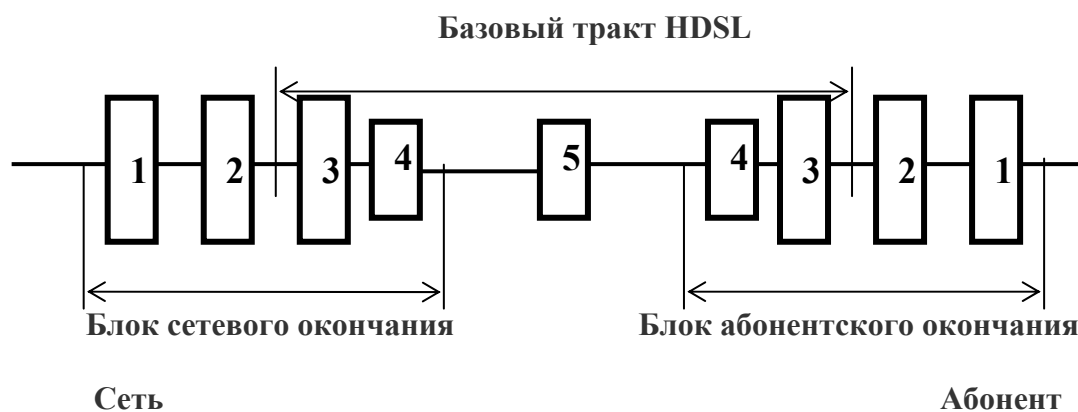 Базовый тракт HDSL
1 2 3 4 5 4 3 2 1
Блок сетевого окончания Блок абонентского окончания
Сеть Абонент